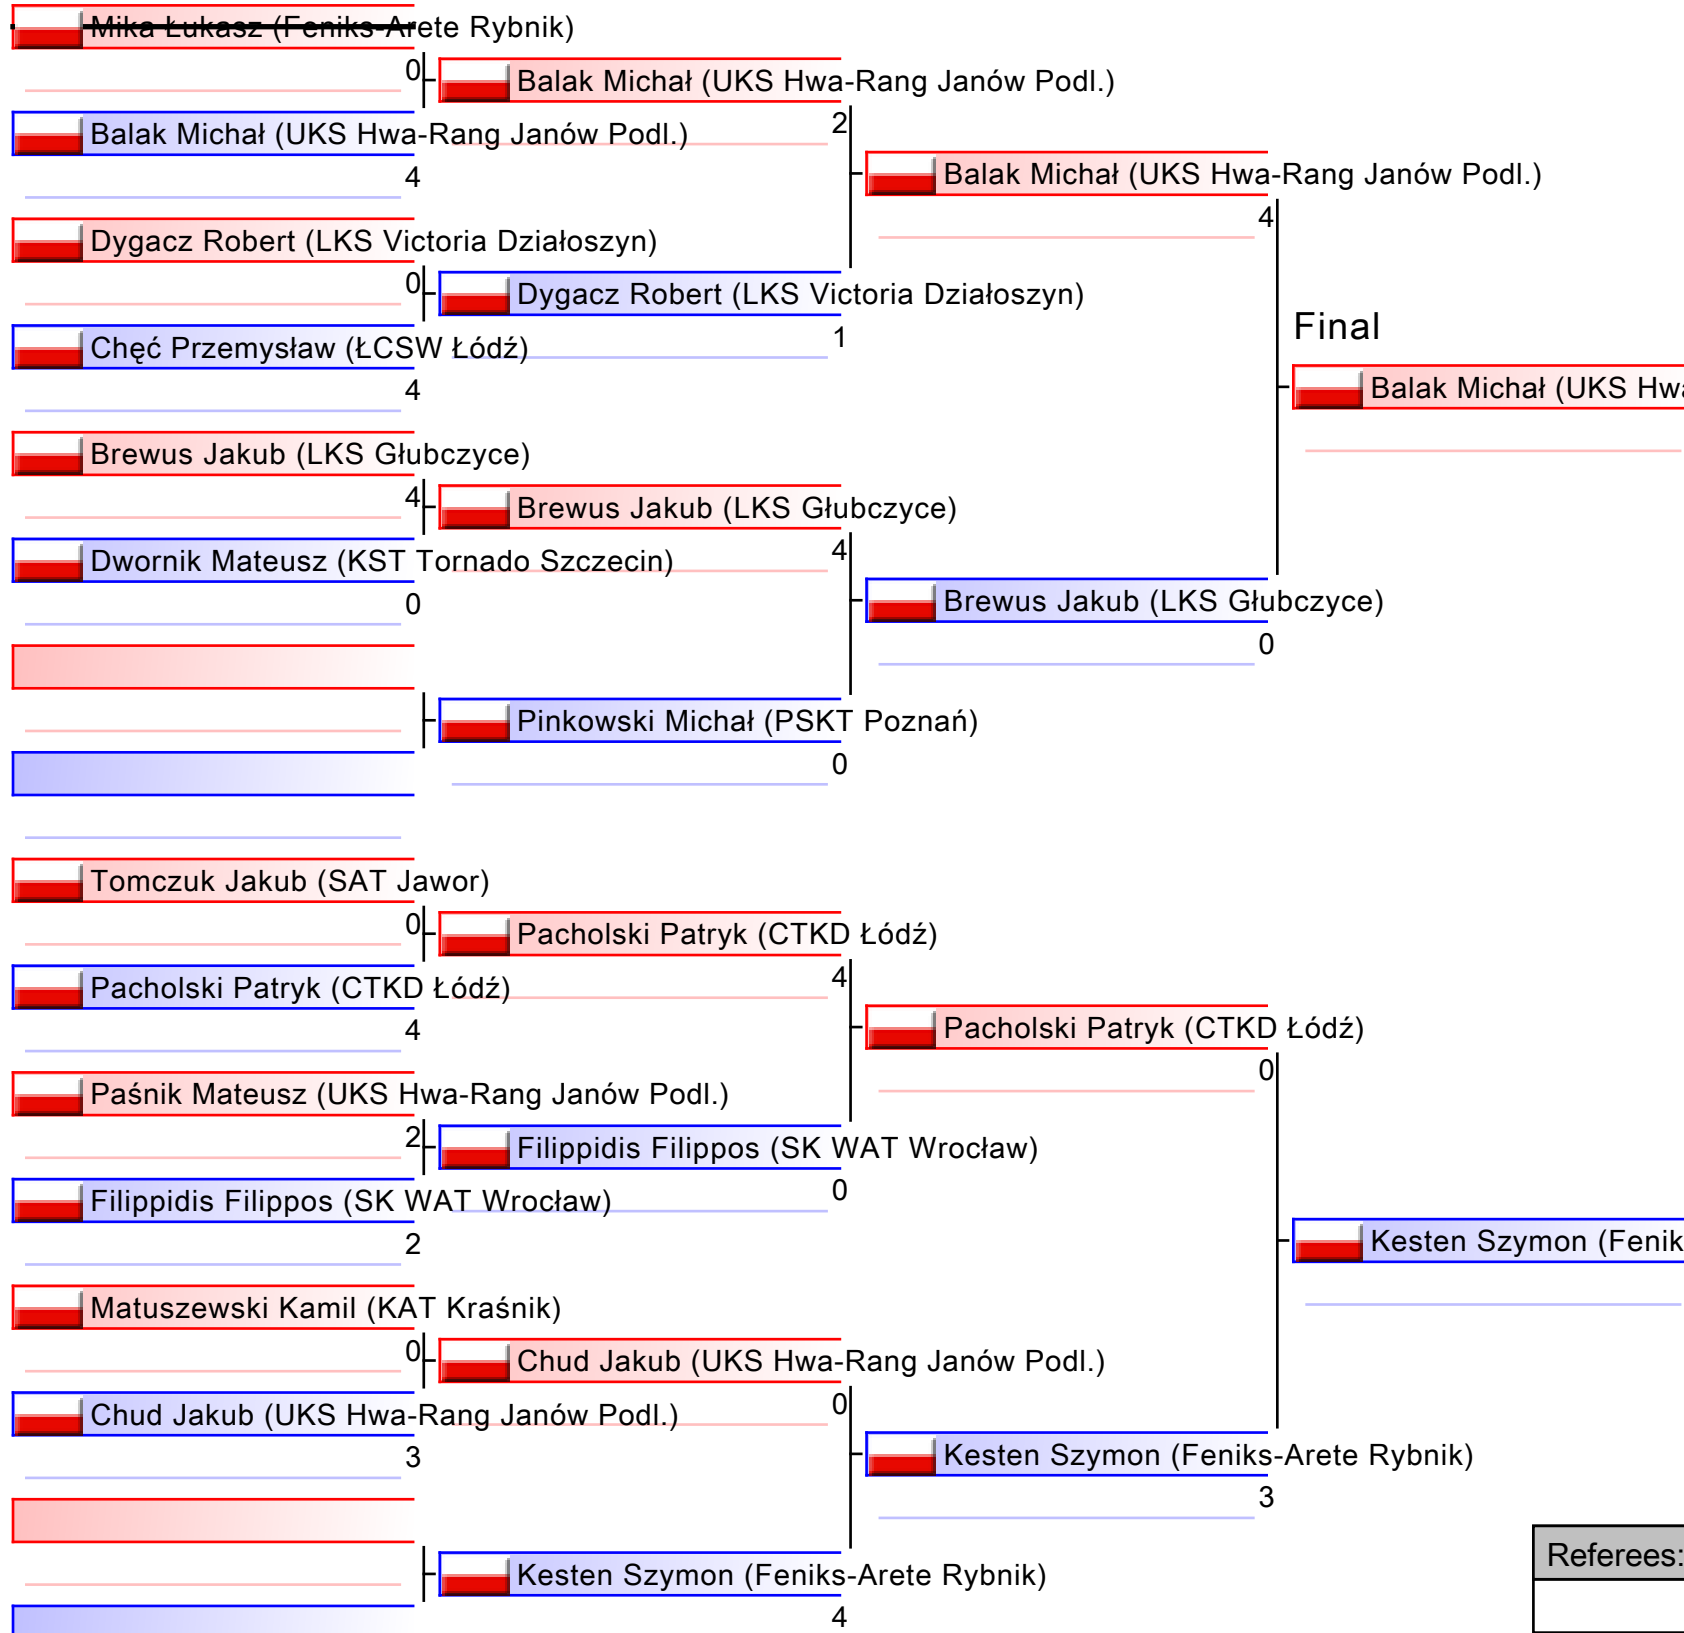 Mika Łukasz (Feniks-Arete Rybnik)
0
Balak Michał (UKS Hwa-Rang Janów Podl.)
Balak Michał (UKS Hwa-Rang Janów Podl.)
2
4
Balak Michał (UKS Hwa-Rang Janów Podl.)
4
Dygacz Robert (LKS Victoria Działoszyn)
0
Dygacz Robert (LKS Victoria Działoszyn)
1
Chęć Przemysław (ŁCSW Łódź)
4
Final
Balak Michał (UKS Hwa
Brewus Jakub (LKS Głubczyce)
4
Brewus Jakub (LKS Głubczyce)
4
Dwornik Mateusz (KST Tornado Szczecin)
0
Brewus Jakub (LKS Głubczyce)
0
Pinkowski Michał (PSKT Poznań)
0
Tomczuk Jakub (SAT Jawor)
0
Pacholski Patryk (CTKD Łódź)
4
Pacholski Patryk (CTKD Łódź)
4
Pacholski Patryk (CTKD Łódź)
0
Paśnik Mateusz (UKS Hwa-Rang Janów Podl.)
2
Filippidis Filippos (SK WAT Wrocław)
0
Filippidis Filippos (SK WAT Wrocław)
2
Kesten Szymon (Fenik
Matuszewski Kamil (KAT Kraśnik)
0
Chud Jakub (UKS Hwa-Rang Janów Podl.)
0
Chud Jakub (UKS Hwa-Rang Janów Podl.)
3
Kesten Szymon (Feniks-Arete Rybnik)
3
Kesten Szymon (Feniks-Arete Rybnik)
4
Referees: